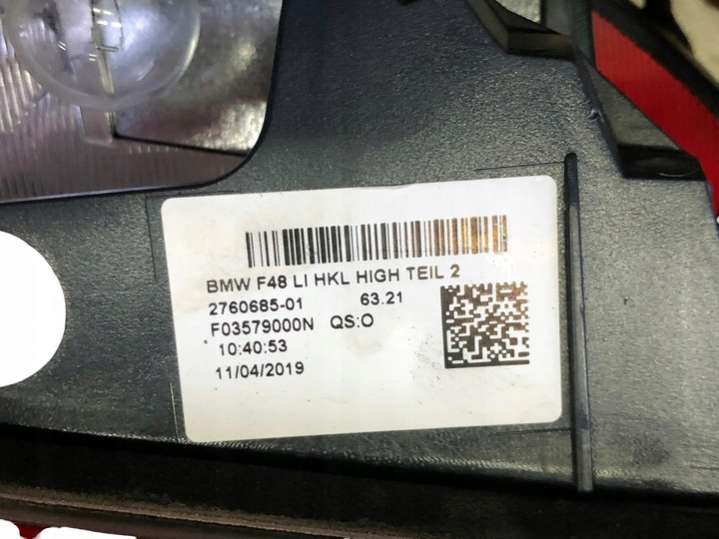 BMW F48 LI HKL HIGH TEIL 2
2760685-01 63.21
F03579000N QS:O
10:40:53
11/04/2019